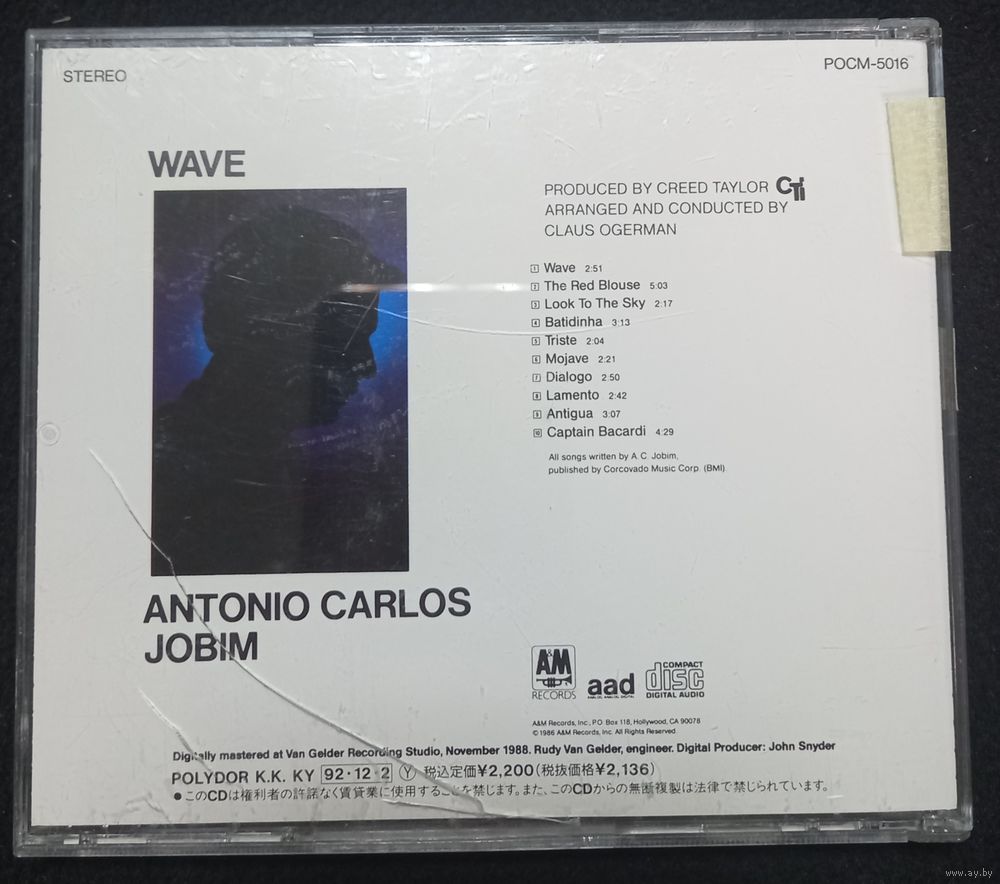 STEREO
POCM-5016
WAVE
PRODUCED BY CREED TAYLOR CTi
ARRANGED AND CONDUCTED BY
CLAUS OGERMAN
1 Wave 2:51
2 The Red Blouse 5:03
3 Look To The Sky 2:17
4 Batidinha 3:13
5 Triste 2:04
6 Mojave 2:21
7 Dialogo 2:50
8 Lamento 2:42
9 Antigua 3:07
10 Captain Bacardi 4:29
All songs written by A.C. Jobim,
published by Corcovado Music Corp. (BMI).
ANTONIO CARLOS
JOBIM
A&M
RECORDS
aad
COMPACT
disc
DIGITAL AUDIO
A&M Records, Inc., P.O. Box 118, Hollywood, CA 90078
© 1986 A&M Records, Inc. All Rights Reserved
Digitally mastered at Van Gelder Recording Studio, November 1988. Rudy Van Gelder, engineer. Digital Producer: John Snyder
POLYDOR K.K. KY 92・12・2 Ⓨ 税込定価¥2,200(税抜価格¥2,136)
●このCDは権利者の許諾なく賃貸業に使用することを禁じます。また、このCDからの無断複製は法律で禁じられています。
www.ay.by